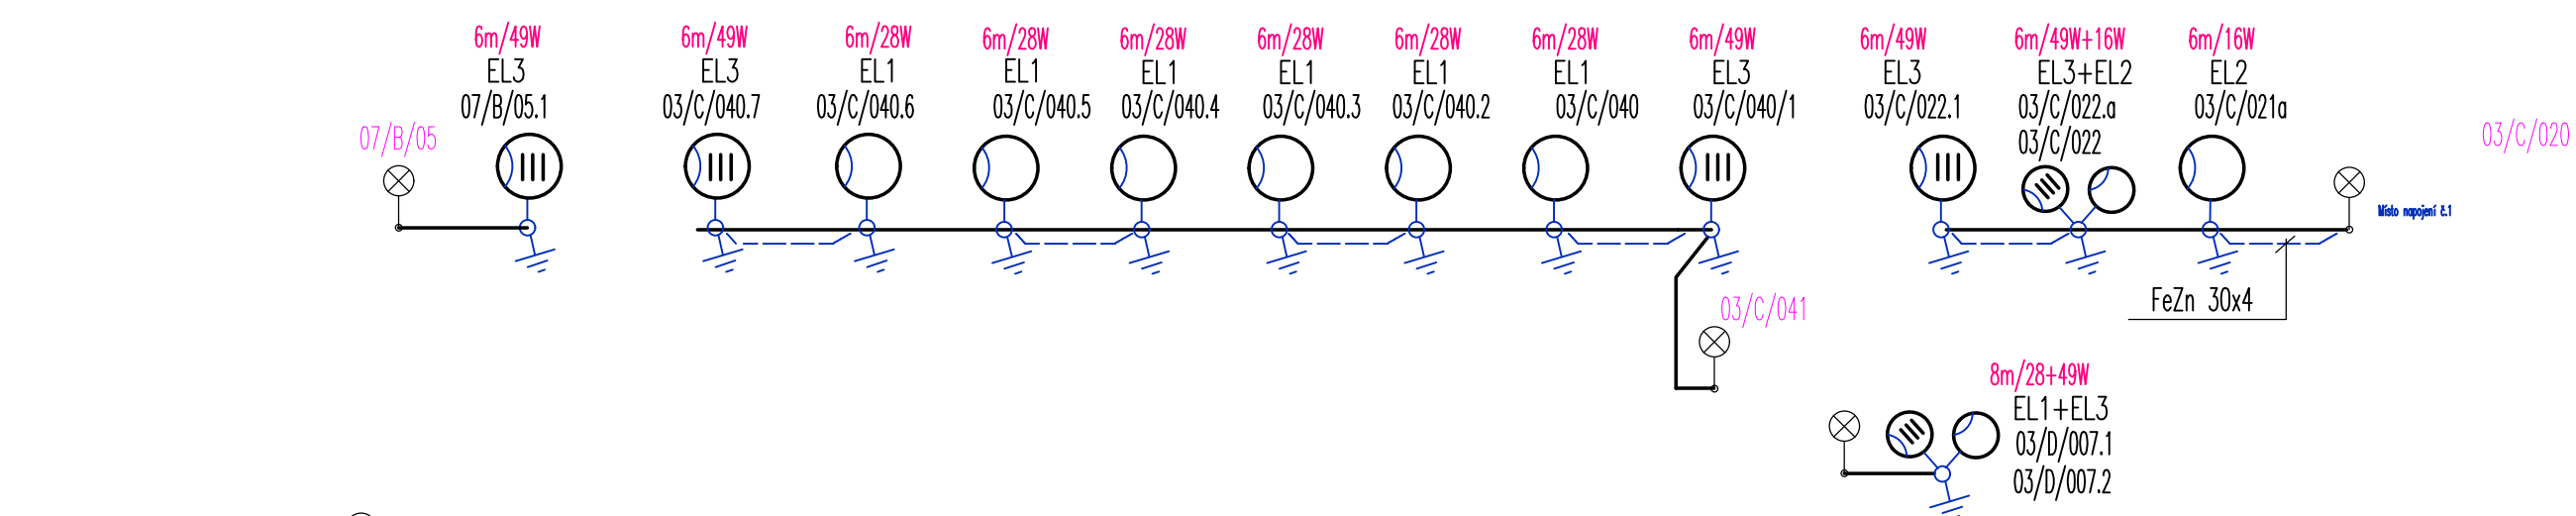 6m/49W
EL3
07/B/05.1
07/B/05
6m/49W
EL3
03/C/040.7
6m/28W
EL1
03/C/040.6
6m/28W
EL1
03/C/040.5
6m/28W
EL1
03/C/040.4
6m/28W
EL1
03/C/040.3
6m/28W
EL1
03/C/040.2
6m/28W
EL1
03/C/040
6m/49W
EL3
03/C/040/1
03/C/041
6m/49W
EL3
03/C/022.1
6m/49W+16W
EL3+EL2
03/C/022.a
03/C/022
6m/16W
EL2
03/C/021a
03/C/020
Místo napojení č.1
FeZn 30x4
8m/28+49W
EL1+EL3
03/D/007.1
03/D/007.2